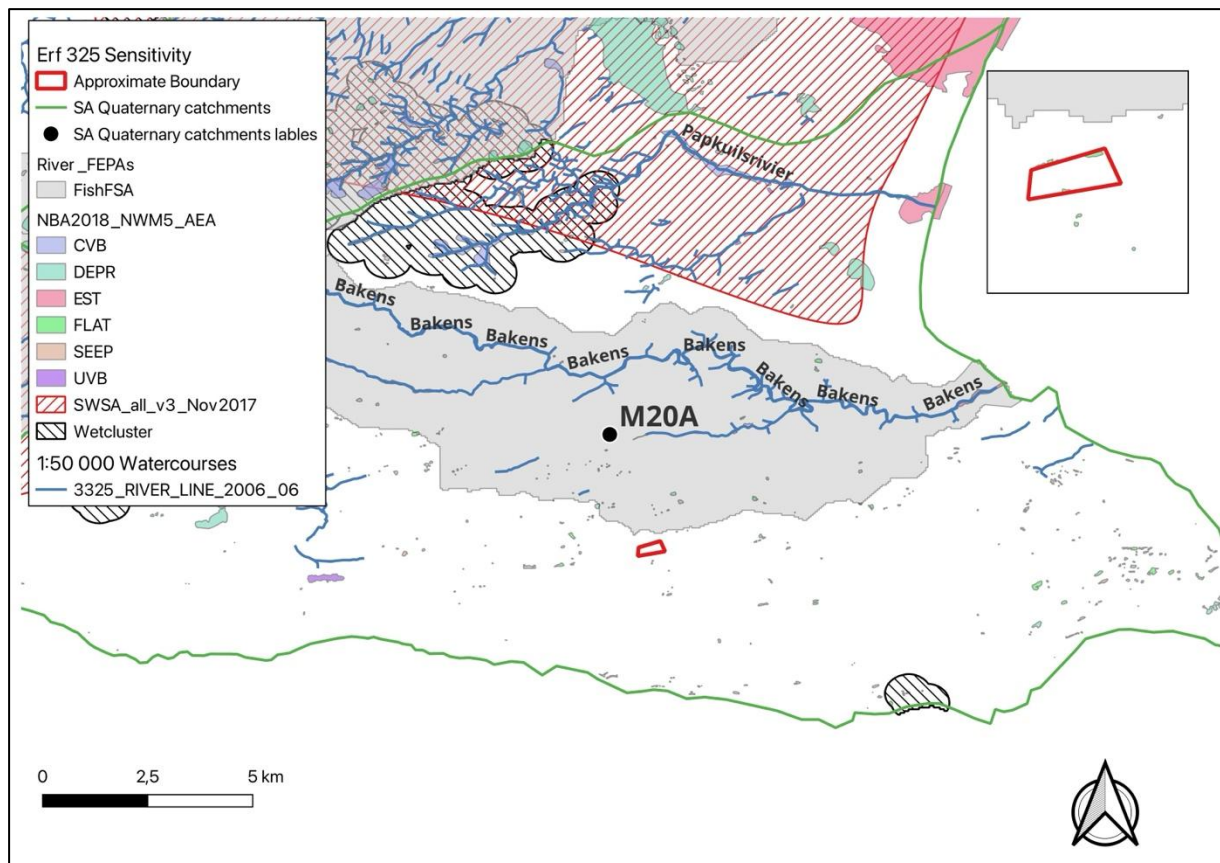 Erf 325 Sensitivity
Approximate Boundary
SA Quaternary catchments
SA Quaternary catchments lables
River_FEPAs
FishFSA
NBA2018_NWM5_AEA
CVB
DEPR
EST
FLAT
SEEP
UVB
SWSA_all_v3_Nov2017
Wetcluster
1:50 000 Watercourses
3325_RIVER_LINE_2006_06
Papkuilsrivier
Bakens
Bakens
Bakens
Bakens
Bakens
Bakens
Bakens
Bakens
M20A
0 2,5 5 km